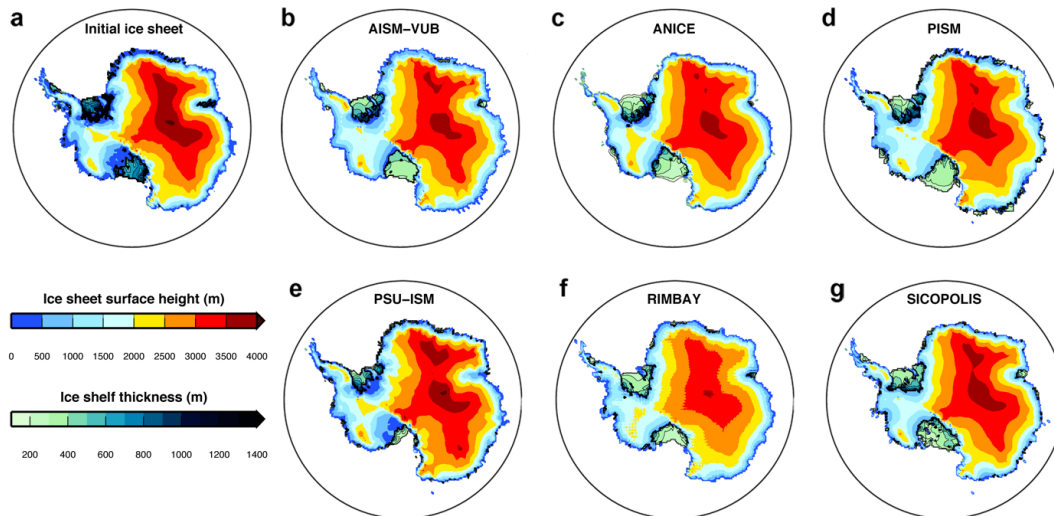 a
Initial ice sheet
b
AISM–VUB
c
ANICE
d
PISM
Ice sheet surface height (m)
0 500 1000 1500 2000 2500 3000 3500 4000
Ice shelf thickness (m)
200 400 600 800 1000 1200 1400
e
PSU–ISM
f
RIMBAY
g
SICOPOLIS